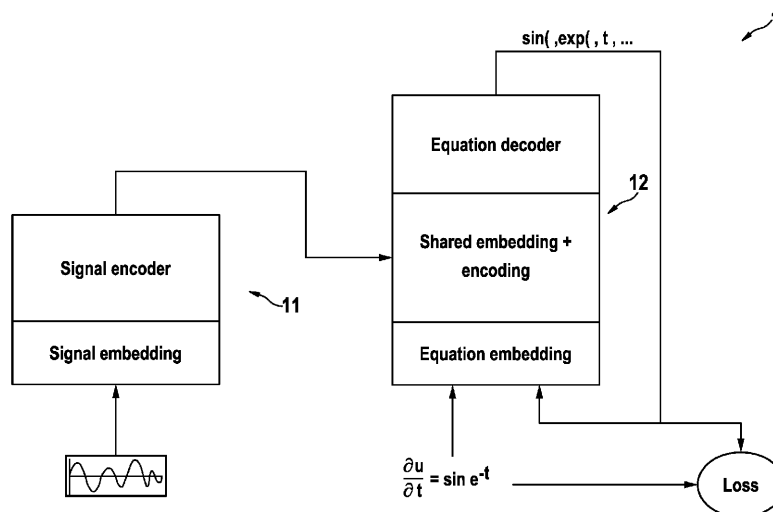 sin( ,exp( , t , ...
Equation decoder
12
Signal encoder
Shared embedding +
encoding
11
Signal embedding
Equation embedding
∂u/∂t = sin e^-t
Loss